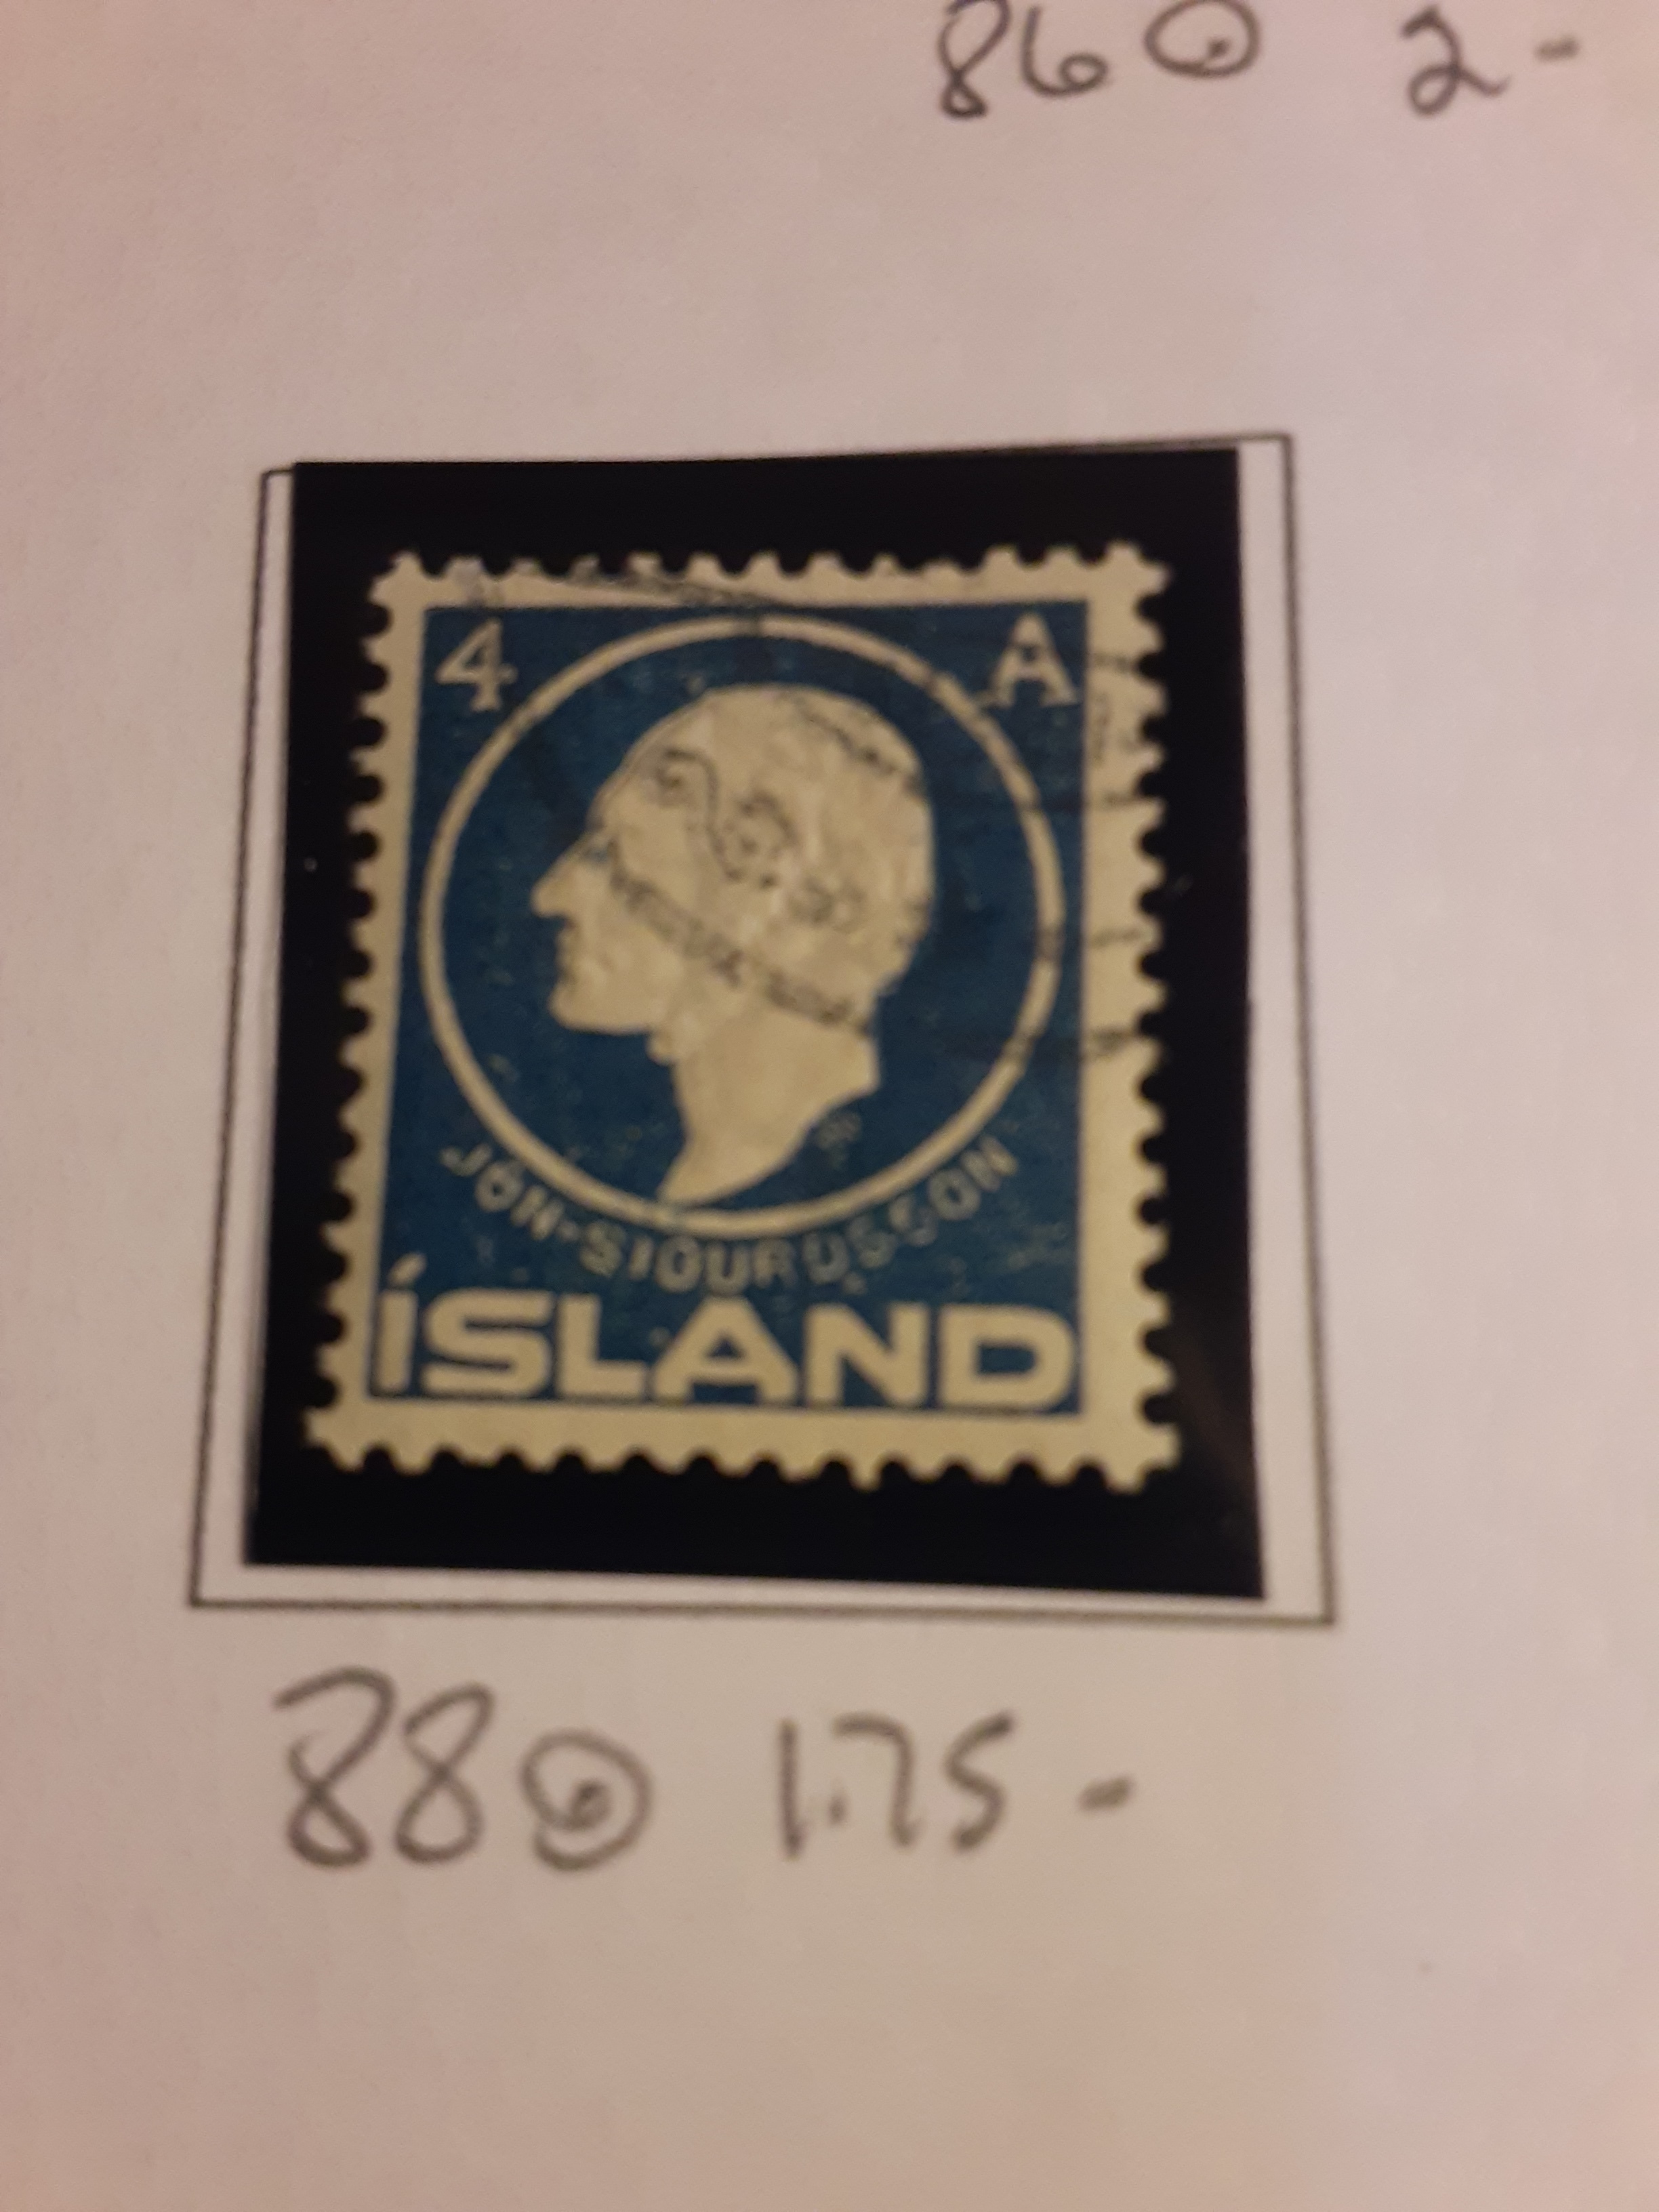 86 ⊙ 2 -
4 A
JÓN·SIGURÐSSON
ÍSLAND
88 ⊙ 1.75 -